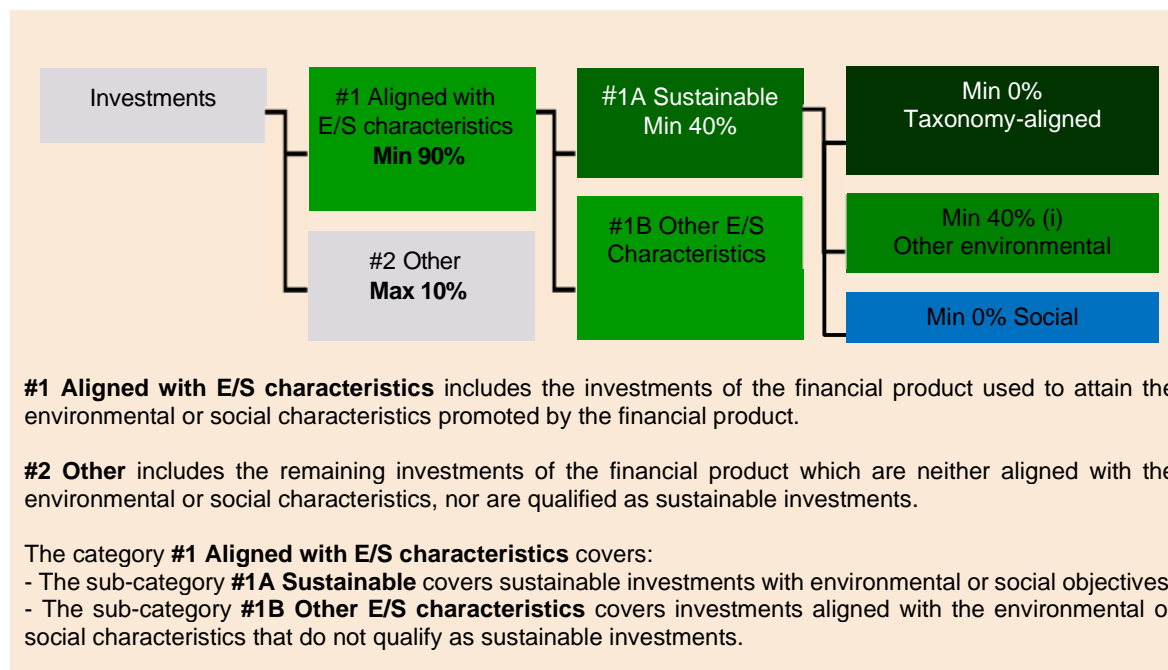 Investments
#1 Aligned with
E/S characteristics
Min 90%
#2 Other
Max 10%
#1A Sustainable
Min 40%
#1B Other E/S
Characteristics
Min 0%
Taxonomy-aligned
Min 40% (i)
Other environmental
Min 0% Social
#1 Aligned with E/S characteristics includes the investments of the financial product used to attain the
environmental or social characteristics promoted by the financial product.
#2 Other includes the remaining investments of the financial product which are neither aligned with the
environmental or social characteristics, nor are qualified as sustainable investments.
The category #1 Aligned with E/S characteristics covers:
- The sub-category #1A Sustainable covers sustainable investments with environmental or social objectives
- The sub-category #1B Other E/S characteristics covers investments aligned with the environmental o
social characteristics that do not qualify as sustainable investments.